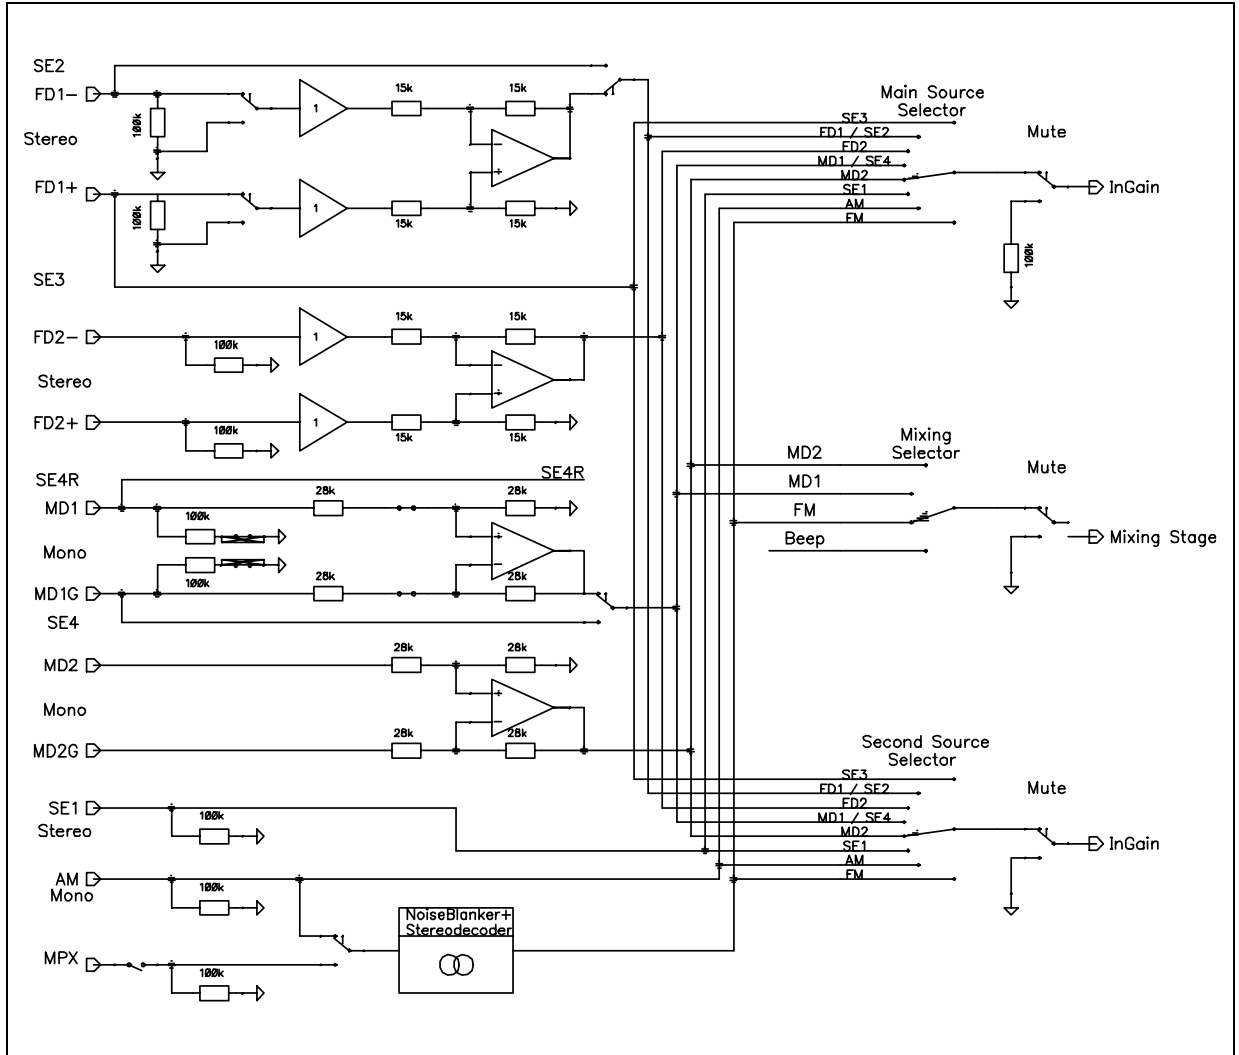 SE2
FD1-
Stereo
FD1+
SE3
100k
100k
1
1
15k
15k
15k
15k
FD2-
Stereo
FD2+
100k
100k
1
1
15k
15k
15k
15k
SE4R
SE4R
MD1
Mono
MD1G
SE4
100k
100k
28k
28k
28k
28k
MD2
Mono
MD2G
28k
28k
28k
28k
SE1
Stereo
100k
AM
Mono
100k
MPX
100k
NoiseBlanker+
Stereodecoder
Main Source
Selector
SE3
FD1 / SE2
FD2
MD1 / SE4
MD2
SE1
AM
FM
Mute
InGain
100k
Mixing
Selector
MD2
MD1
FM
Beep
Mute
Mixing Stage
Second Source
Selector
SE3
FD1 / SE2
FD2
MD1 / SE4
MD2
SE1
AM
FM
Mute
InGain